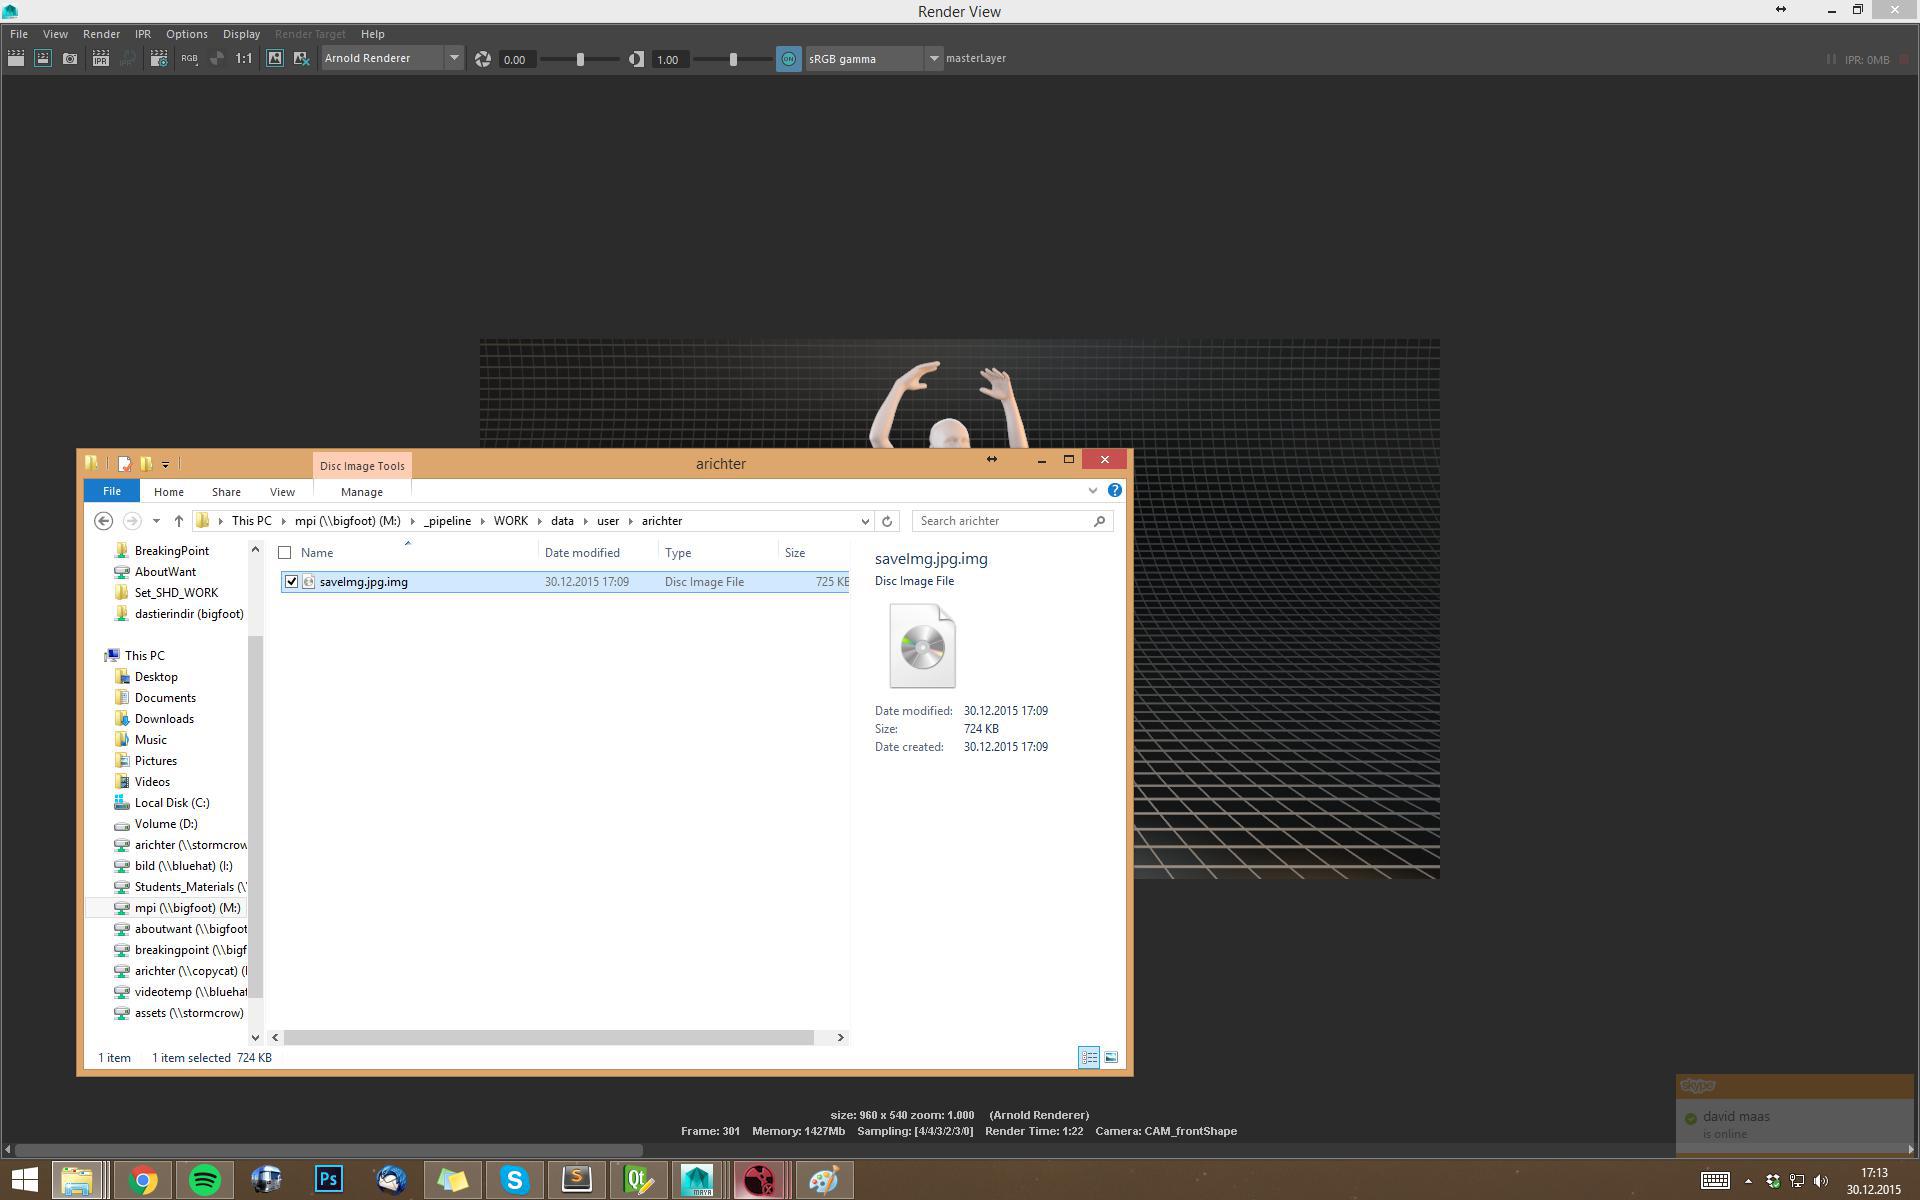 Render View
File View Render IPR Options Display Render Target Help
IPR RGB 1:1 Arnold Renderer 0.00 1.00 ON sRGB gamma masterLayer IPR: 0MB
Disc Image Tools
arichter
File Home Share View Manage
This PC mpi (\\bigfoot) (M:) _pipeline WORK data user arichter
Search arichter
BreakingPoint
AboutWant
Set_SHD_WORK
dastierindir (bigfoot)
This PC
Desktop
Documents
Downloads
Music
Pictures
Videos
Local Disk (C:)
Volume (D:)
arichter (\\stormcrow
bild (\\bluehat) (I:)
Students_Materials (\
mpi (\\bigfoot) (M:)
aboutwant (\\bigfoot
breakingpoint (\\bigf
arichter (\\copycat) (
videotemp (\\bluehat
assets (\\stormcrow)
Name Date modified Type Size
saveImg.jpg.img 30.12.2015 17:09 Disc Image File 725 KB
saveImg.jpg.img
Disc Image File
Date modified: 30.12.2015 17:09
Size: 724 KB
Date created: 30.12.2015 17:09
1 item 1 item selected 724 KB
size: 960 x 540 zoom: 1.000 (Arnold Renderer)
Frame: 301 Memory: 1427Mb Sampling: [4/4/3/2/3/0] Render Time: 1:22 Camera: CAM_frontShape
skype
david maas
is online
Ps
S
Qt
MAYA
17:13
30.12.2015